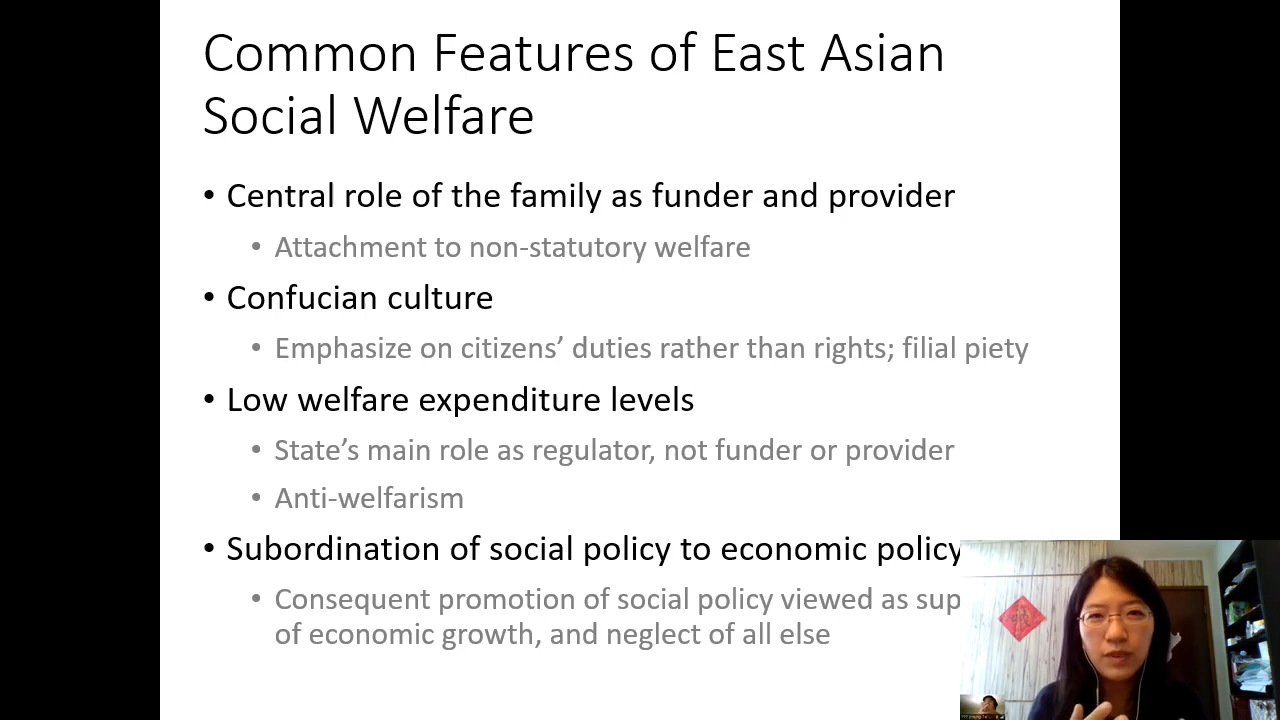 Common Features of East Asian
Social Welfare
• Central role of the family as funder and provider
• Attachment to non-statutory welfare
• Confucian culture
• Emphasize on citizens’ duties rather than rights; filial piety
• Low welfare expenditure levels
• State’s main role as regulator, not funder or provider
• Anti-welfarism
• Subordination of social policy to economic policy
• Consequent promotion of social policy viewed as sup
of economic growth, and neglect of all else